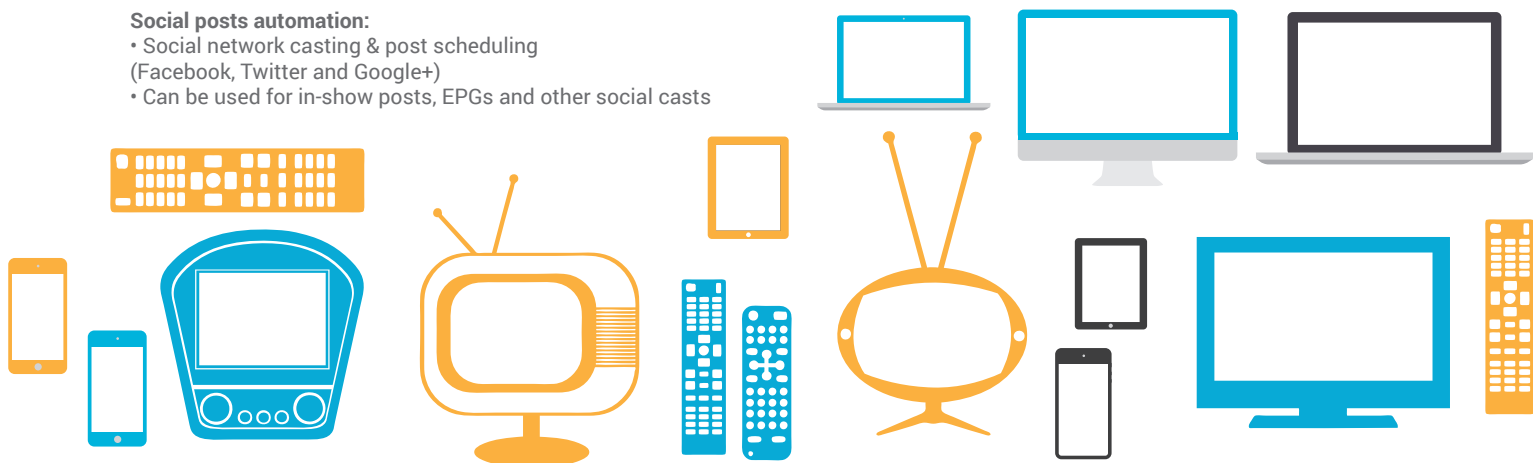 Social posts automation:
• Social network casting & post scheduling
(Facebook, Twitter and Google+)
• Can be used for in-show posts, EPGs and other social casts